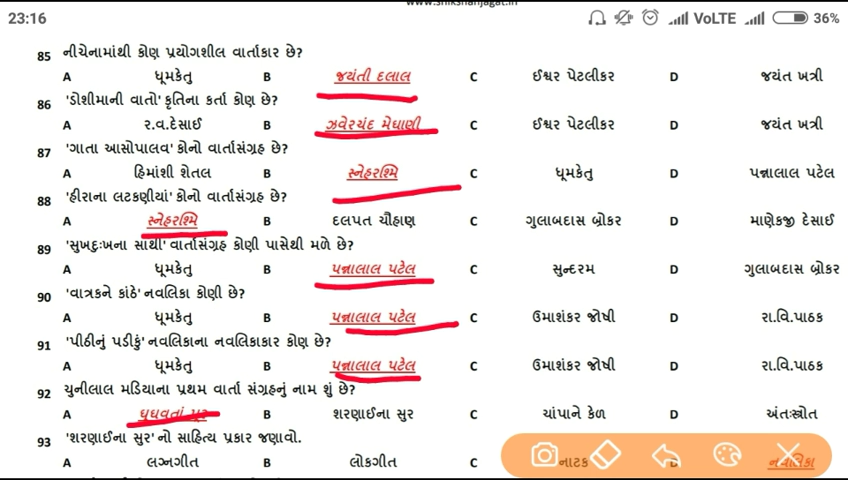 www.shikshanjagat.in
23:16 VoLTE 36%
85 નીચેનામાંથી કોણ પ્રયોગશીલ વાર્તાકાર છે?
A ધૂમકેતુ B જયંતી દલાલ C ઈશ્વર પેટલીકર D જયંત ખત્રી
86 'ડોશીમાની વાતો' કૃતિના કર્તા કોણ છે?
A ર.વ.દેસાઈ B ઝવેરચંદ મેઘાણી C ઈશ્વર પેટલીકર D જયંત ખત્રી
87 'ગાતા આસોપાલવ' કોનો વાર્તાસંગ્રહ છે?
A હિમાંશી શેતલ B સ્નેહરશ્મિ C ધૂમકેતુ D પન્નાલાલ પટેલ
88 'હીરાના લટકણીયાં' કોનો વાર્તાસંગ્રહ છે?
A સ્નેહરશ્મિ B દલપત ચૌહાણ C ગુલાબદાસ બ્રોકર D માણેકજી દેસાઈ
89 'સુખદુઃખના સાથી' વાર્તાસંગ્રહ કોણી પાસેથી મળે છે?
A ધૂમકેતુ B પન્નાલાલ પટેલ C સુન્દરમ D ગુલાબદાસ બ્રોકર
90 'વાત્રકને કાંઠે' નવલિકા કોણી છે?
A ધૂમકેતુ B પન્નાલાલ પટેલ C ઉમાશંકર જોષી D રા.વિ.પાઠક
91 'પીઠીનું પડીકું' નવલિકાના નવલિકાકાર કોણ છે?
A ધૂમકેતુ B પન્નાલાલ પટેલ C ઉમાશંકર જોષી D રા.વિ.પાઠક
92 ચુનીલાલ મડિયાના પ્રથમ વાર્તા સંગ્રહનું નામ શું છે?
A ઘૂઘવતાં પૂર B શરણાઈના સુર C ચાંપાને કેળ D અંતઃસ્ત્રોત
93 'શરણાઈના સુર' નો સાહિત્ય પ્રકાર જણાવો.
A લગ્નગીત B લોકગીત C નાટક D નવલિકા